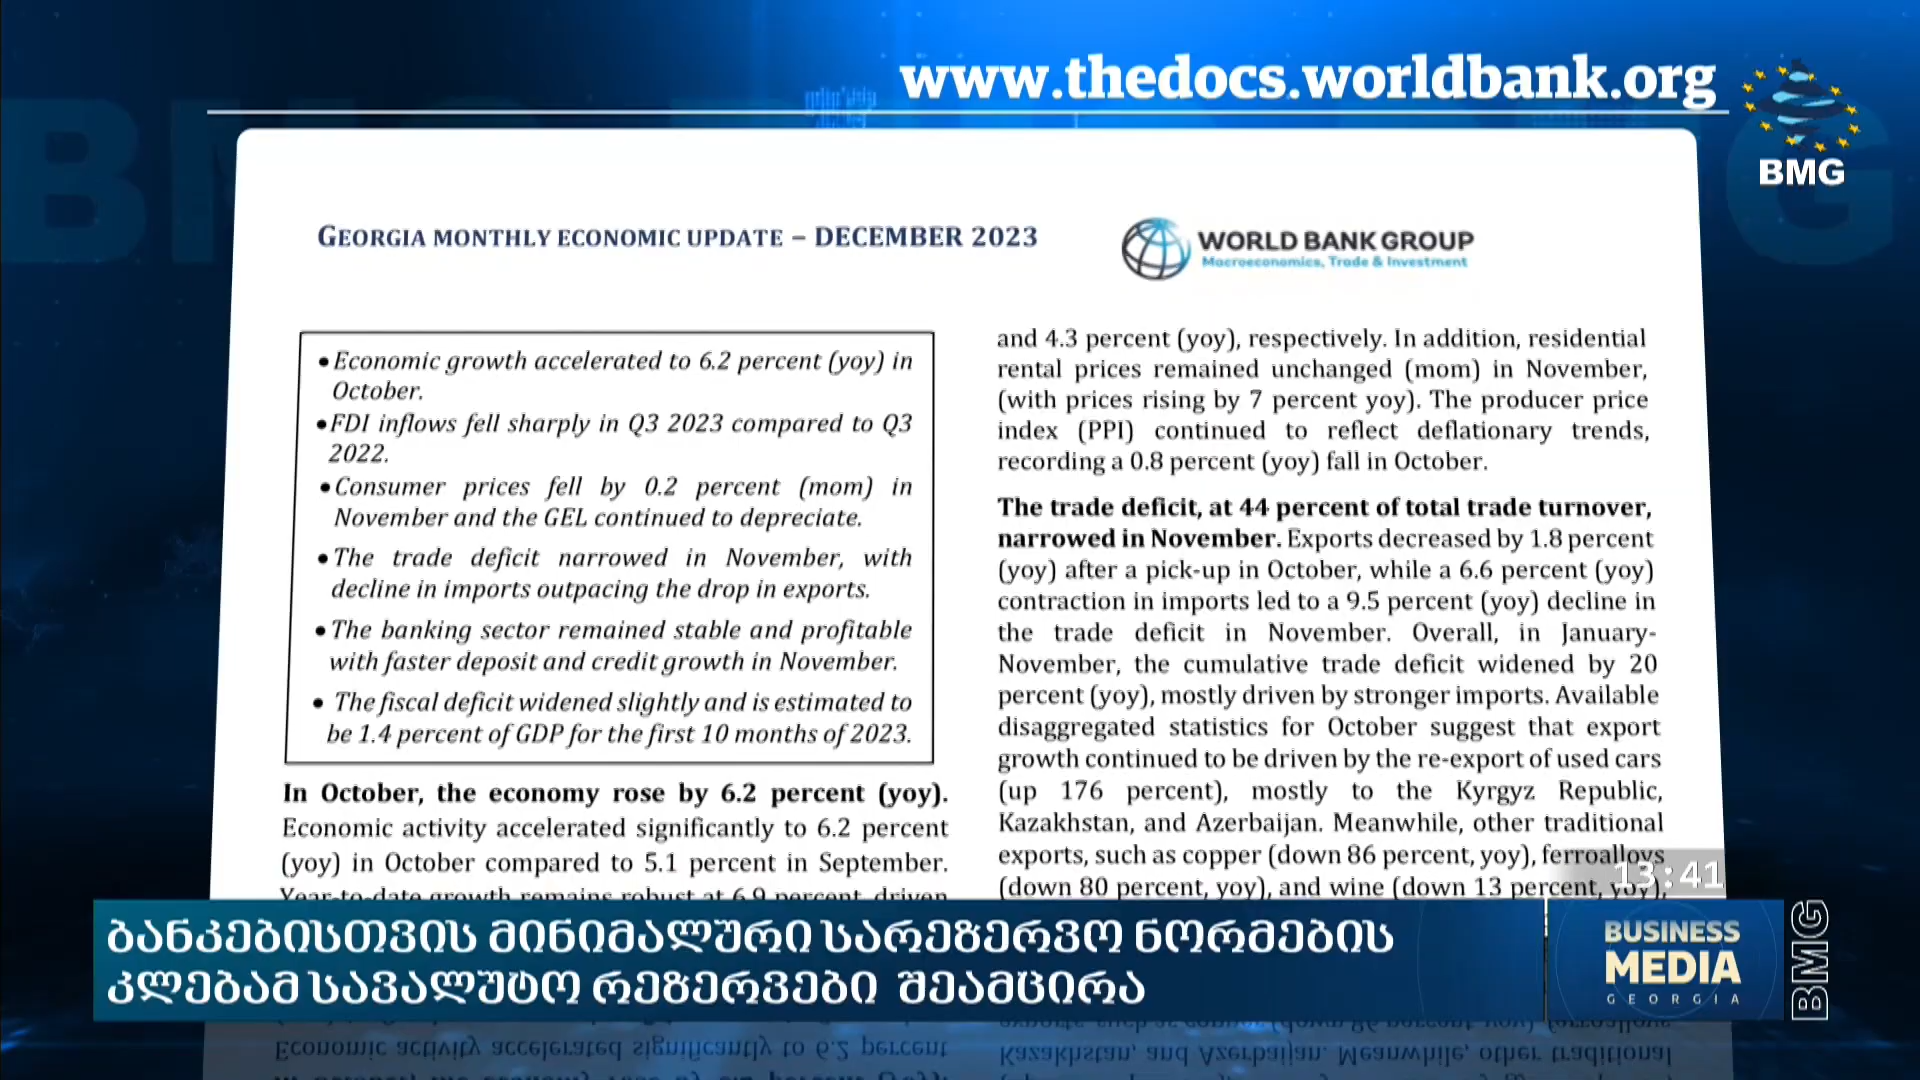 www.thedocs.worldbank.org
BMG
GEORGIA MONTHLY ECONOMIC UPDATE – DECEMBER 2023
WORLD BANK GROUP
Macroeconomics, Trade & Investment
• Economic growth accelerated to 6.2 percent (yoy) in
October.
• FDI inflows fell sharply in Q3 2023 compared to Q3
2022.
• Consumer prices fell by 0.2 percent (mom) in
November and the GEL continued to depreciate.
• The trade deficit narrowed in November, with
decline in imports outpacing the drop in exports.
• The banking sector remained stable and profitable
with faster deposit and credit growth in November.
• The fiscal deficit widened slightly and is estimated to
be 1.4 percent of GDP for the first 10 months of 2023.
In October, the economy rose by 6.2 percent (yoy).
Economic activity accelerated significantly to 6.2 percent
(yoy) in October compared to 5.1 percent in September.
Year-to-date growth remains robust at 6.9 percent, driven
and 4.3 percent (yoy), respectively. In addition, residential
rental prices remained unchanged (mom) in November,
(with prices rising by 7 percent yoy). The producer price
index (PPI) continued to reflect deflationary trends,
recording a 0.8 percent (yoy) fall in October.
The trade deficit, at 44 percent of total trade turnover,
narrowed in November. Exports decreased by 1.8 percent
(yoy) after a pick-up in October, while a 6.6 percent (yoy)
contraction in imports led to a 9.5 percent (yoy) decline in
the trade deficit in November. Overall, in January-
November, the cumulative trade deficit widened by 20
percent (yoy), mostly driven by stronger imports. Available
disaggregated statistics for October suggest that export
growth continued to be driven by the re-export of used cars
(up 176 percent), mostly to the Kyrgyz Republic,
Kazakhstan, and Azerbaijan. Meanwhile, other traditional
exports, such as copper (down 86 percent, yoy), ferroalloys
(down 80 percent, yoy), and wine (down 13 percent, yoy),
13:41
ბანკებისთვის მინიმალური სარეზერვო ნორმების
კლებამ სავალუტო რეზერვები შეამცირა
BUSINESS
MEDIA
GEORGIA
BMG